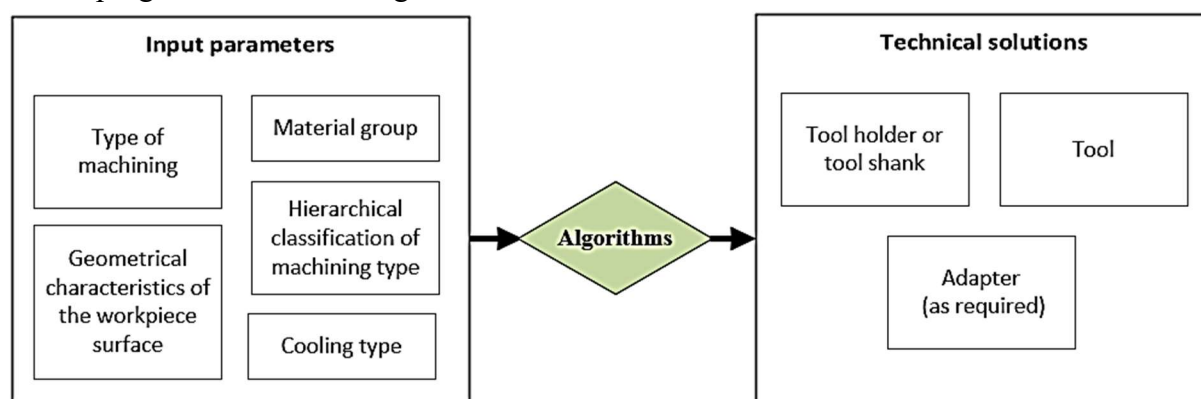 Input parameters
Type of
machining
Geometrical
characteristics of
the workpiece
surface
Material group
Hierarchical
classification of
machining type
Cooling type
Algorithms
Technical solutions
Tool holder or
tool shank
Tool
Adapter
(as required)